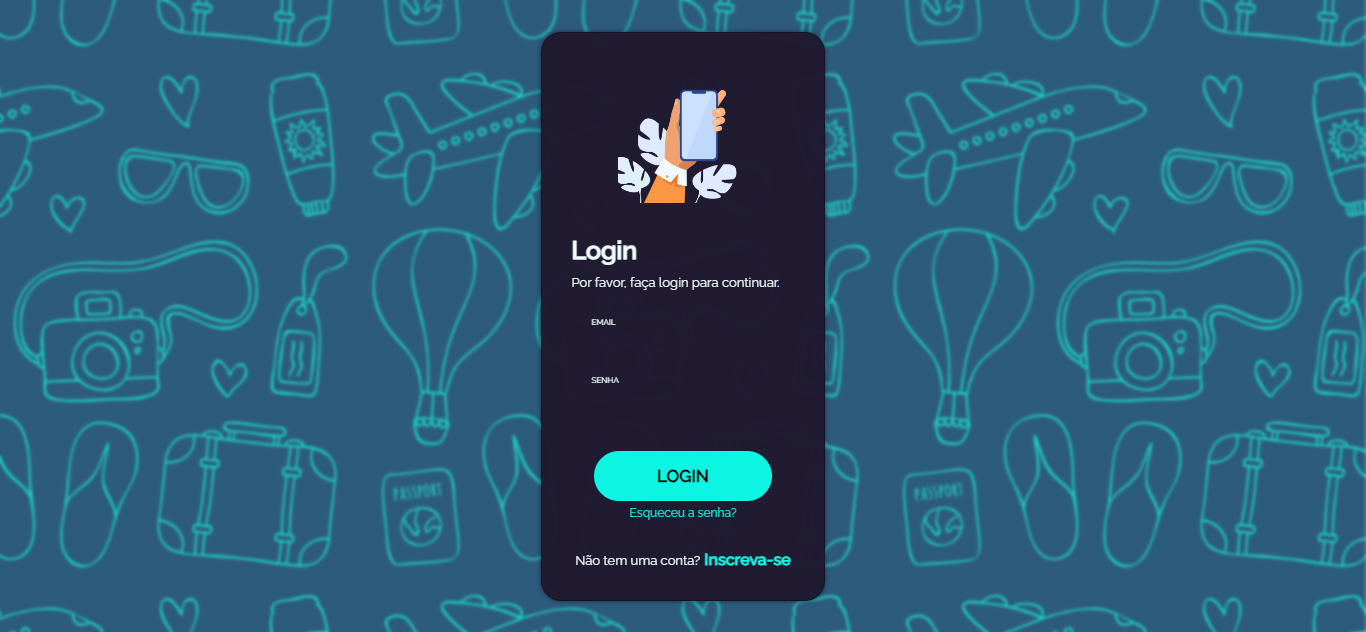 Login
Por favor, faça login para continuar.
EMAIL
SENHA
LOGIN
Esqueceu a senha?
Não tem uma conta? Inscreva-se
PASSPORT
PASSPORT